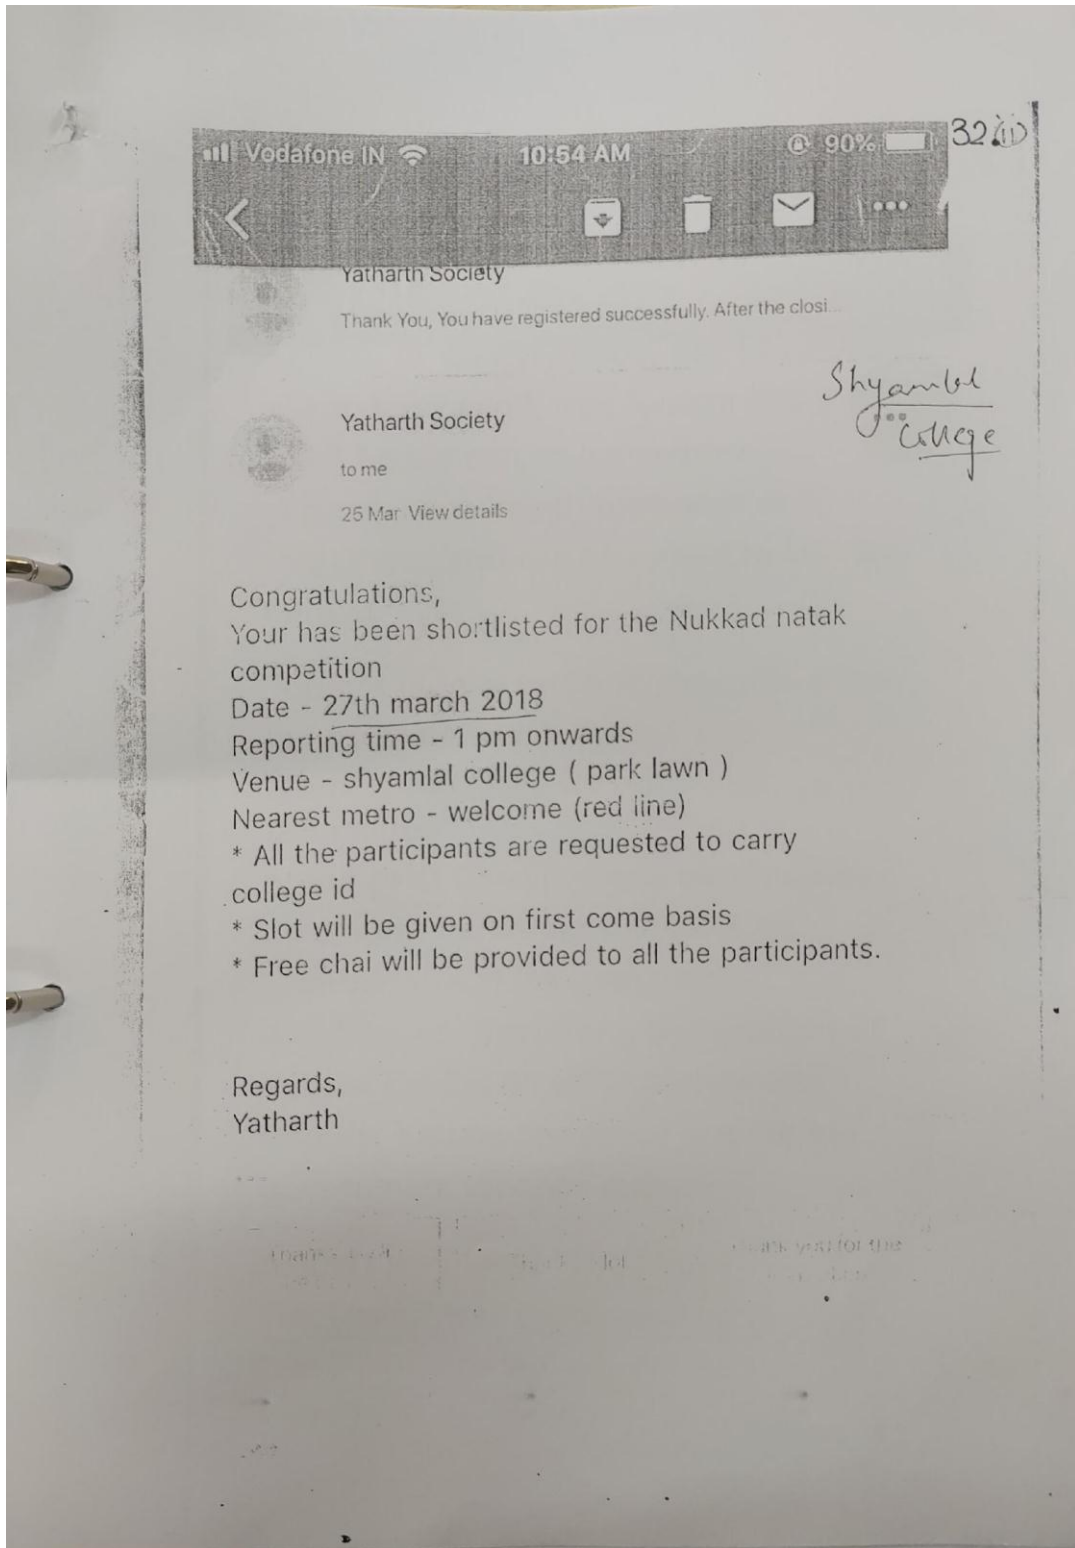 Vodafone IN 10:54 AM 90%
32(ii)
Yatharth Society
Thank You, You have registered successfully. After the closi...
Shyamlal
College
Yatharth Society
to me
25 Mar View details
Congratulations,
Your has been shortlisted for the Nukkad natak
competition
Date - 27th march 2018
Reporting time - 1 pm onwards
Venue - shyamlal college ( park lawn )
Nearest metro - welcome (red line)
* All the participants are requested to carry
college id
* Slot will be given on first come basis
* Free chai will be provided to all the participants.
Regards,
Yatharth
you for the